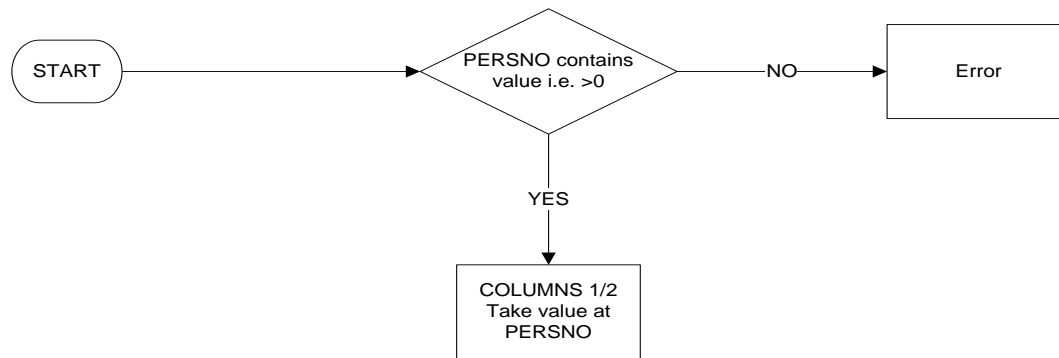 START
PERSNO contains
value i.e. >0
NO
Error
YES
COLUMNS 1/2
Take value at
PERSNO